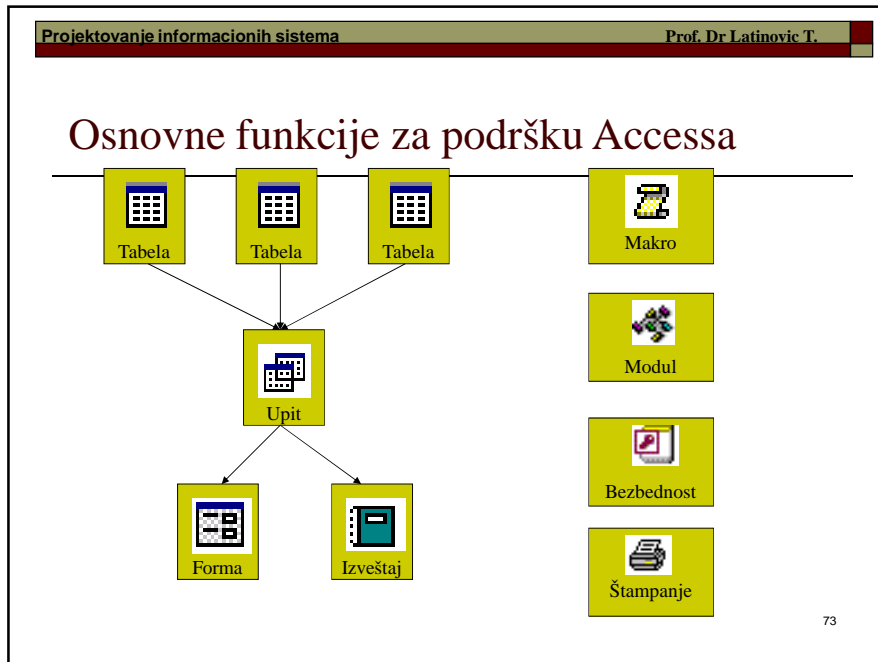 Projektovanje informacionih sistema Prof. Dr Latinovic T.
Osnovne funkcije za podršku Accessa
Tabela Tabela Tabela
Makro
Modul
Upit
Bezbednost
Forma Izveštaj
Štampanje
73